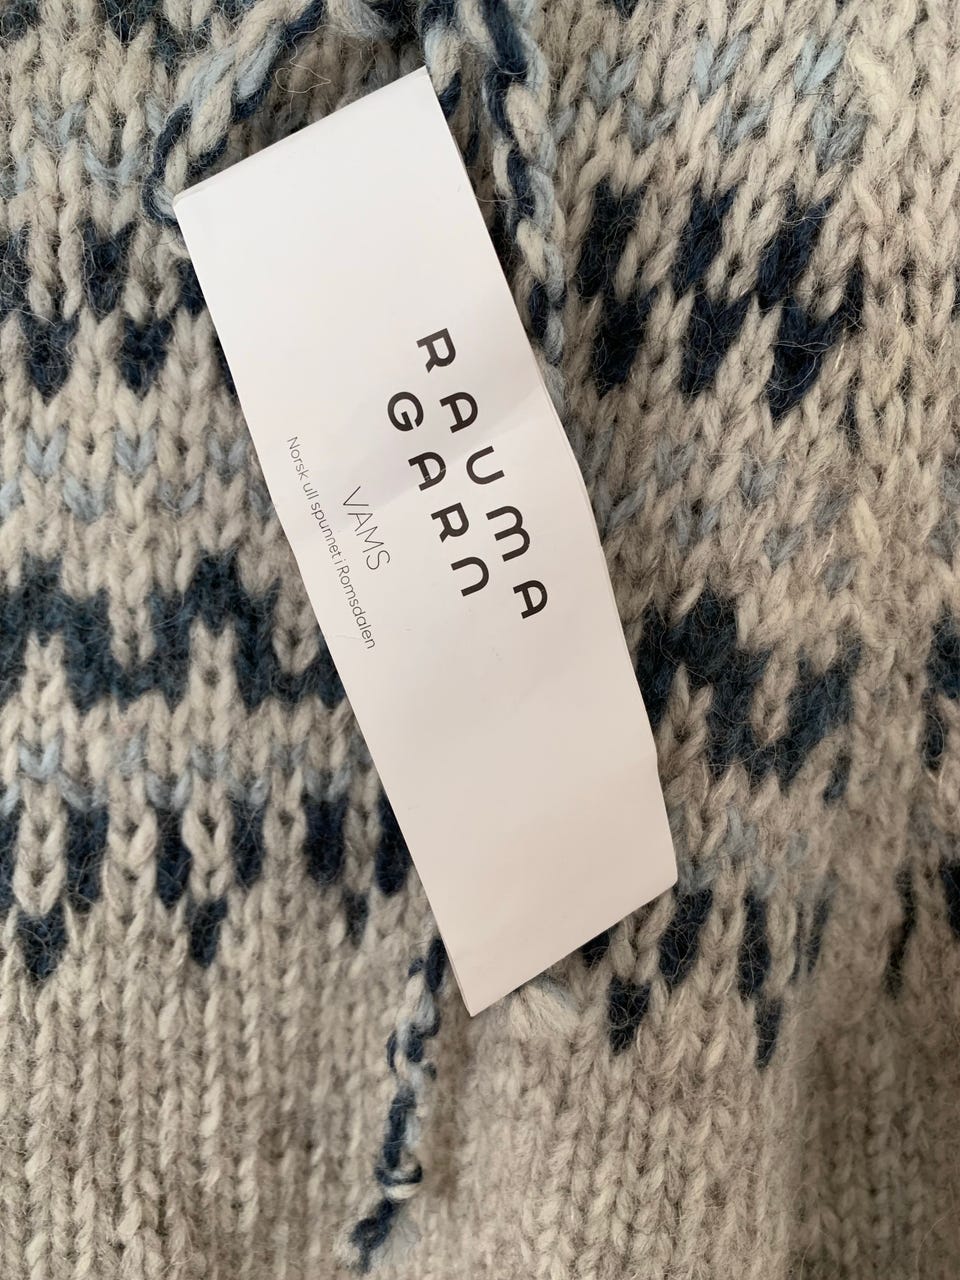 RAUMA
GARN
VAMS
Norsk ull spunnet i Romsdalen